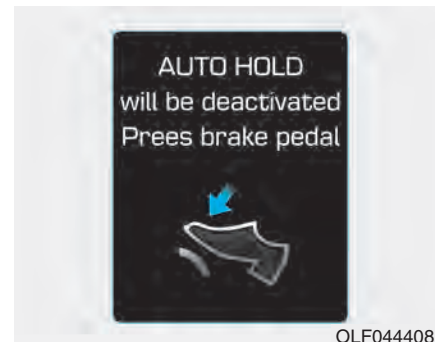 AUTO HOLD
will be deactivated
Prees brake pedal
OLF044408